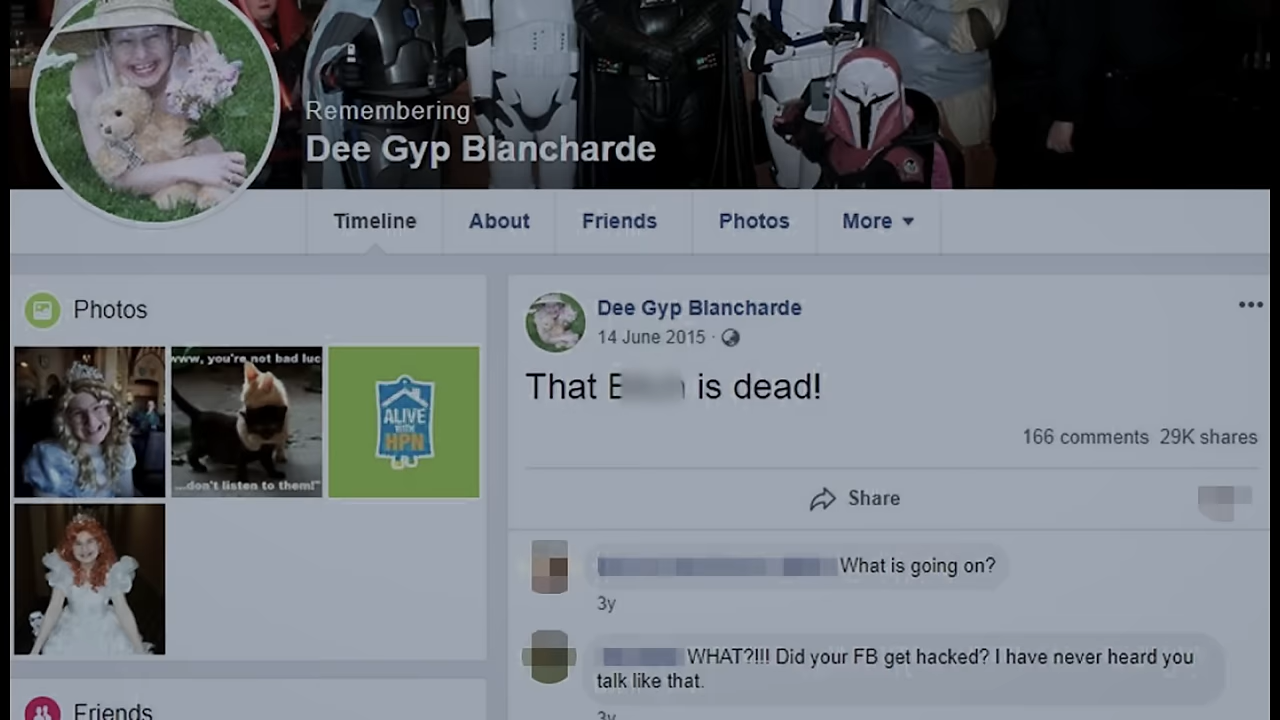 Remembering
Dee Gyp Blancharde
Timeline
About
Friends
Photos
More
Photos
www, you're not bad luc
...don't listen to them!"
ALIVE
WITH
HPN
Friends
Dee Gyp Blancharde
14 June 2015
That is dead!
166 comments 29K shares
Share
What is going on?
3y
WHAT?!!! Did your FB get hacked? I have never heard you
talk like that.
3y